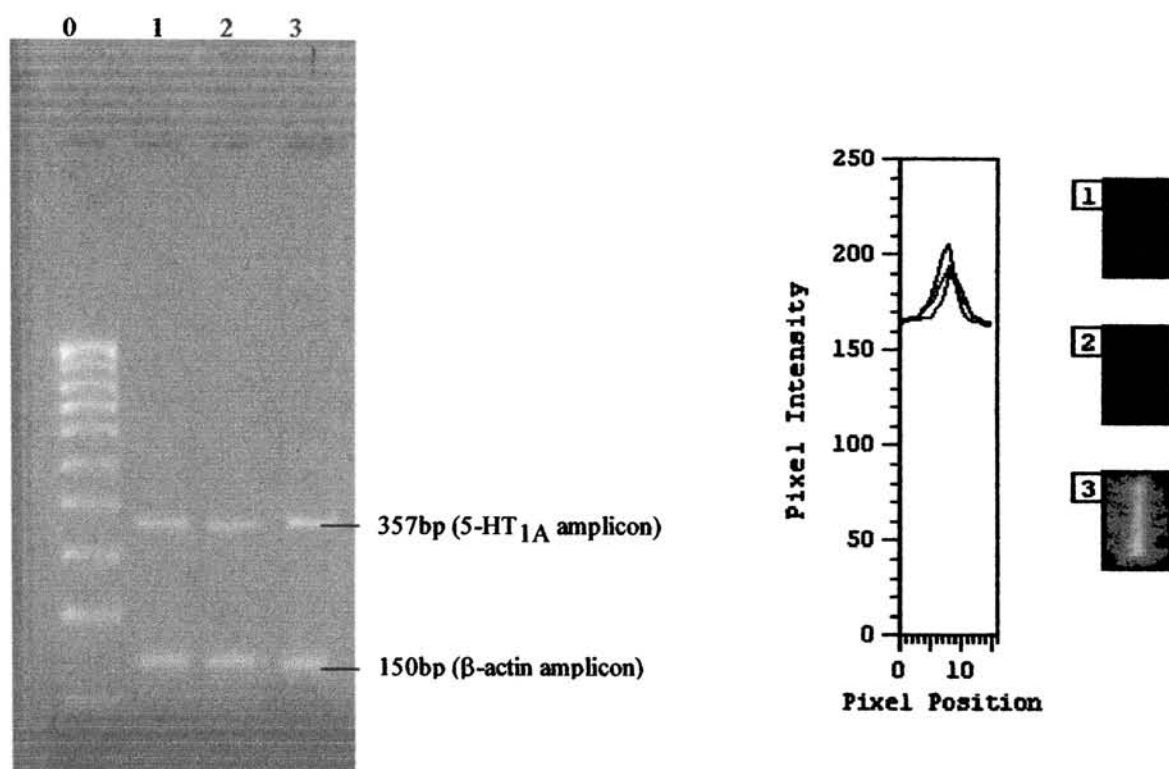 0 1 2 3
357bp (5-HT1A amplicon)
150bp (β-actin amplicon)
250
200
150
100
50
0
0 10
Pixel Intensity
Pixel Position
1
2
3